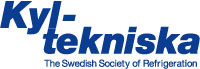 Kyl-
tekniska
The Swedish Society of Refrigeration